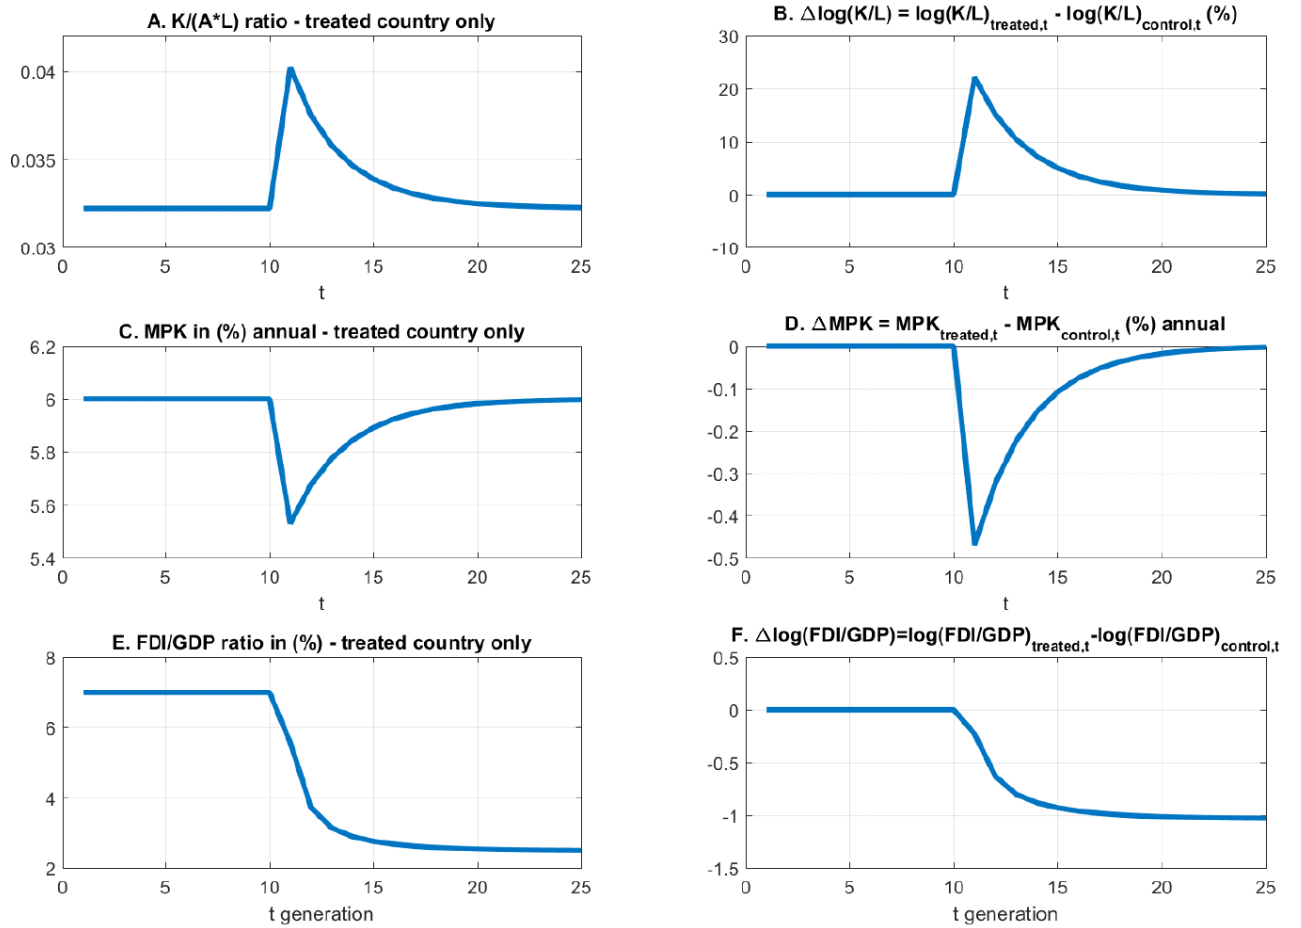 A. K/(A*L) ratio - treated country only
0.04
0.035
0.03
0 5 10 15 20 25
t
B. Δlog(K/L) = log(K/L)treated,t - log(K/L)control,t (%)
30
20
10
0
-10
0 5 10 15 20 25
t
C. MPK in (%) annual - treated country only
6.2
6
5.8
5.6
5.4
0 5 10 15 20 25
t
D. ΔMPK = MPKtreated,t - MPKcontrol,t (%) annual
0
-0.1
-0.2
-0.3
-0.4
-0.5
0 5 10 15 20 25
t
E. FDI/GDP ratio in (%) - treated country only
8
6
4
2
0 5 10 15 20 25
t generation
F. Δlog(FDI/GDP)=log(FDI/GDP)treated,t-log(FDI/GDP)control,t
0.5
0
-0.5
-1
-1.5
0 5 10 15 20 25
t generation